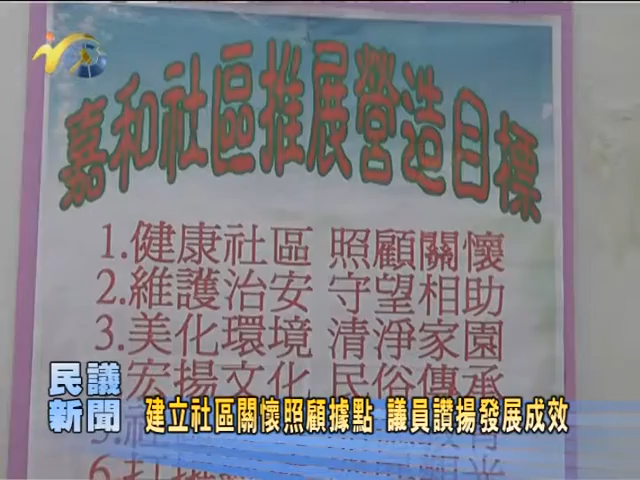 嘉和社區推展營造目標
1.健康社區 照顧關懷
2.維護治安 守望相助
3.美化環境 清淨家園
宏揚文化 民俗傳承
民議
新聞
建立社區關懷照顧據點 議員讚揚發展成效